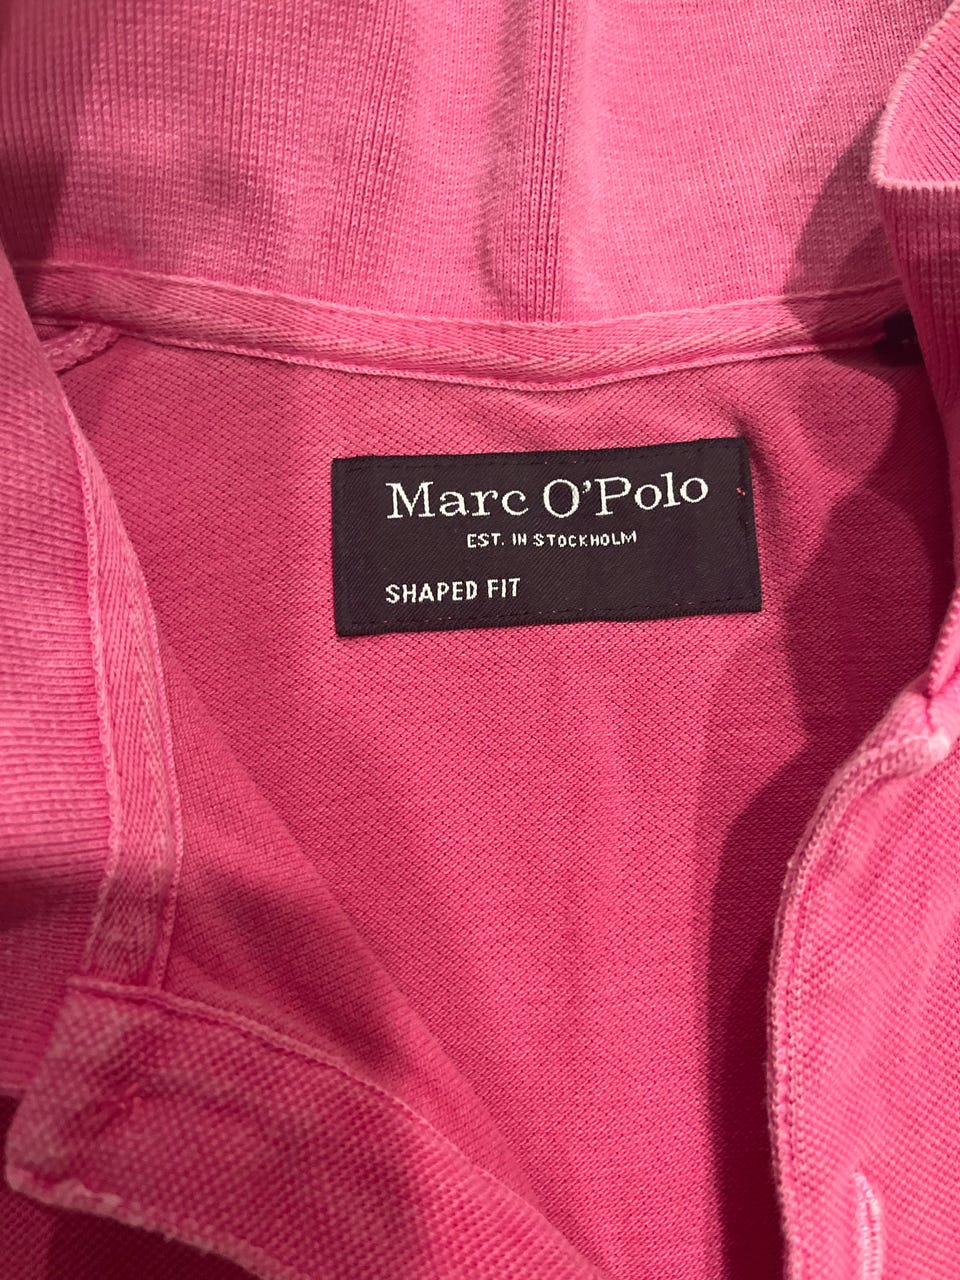 Marc O'Polo
EST. IN STOCKHOLM
SHAPED FIT